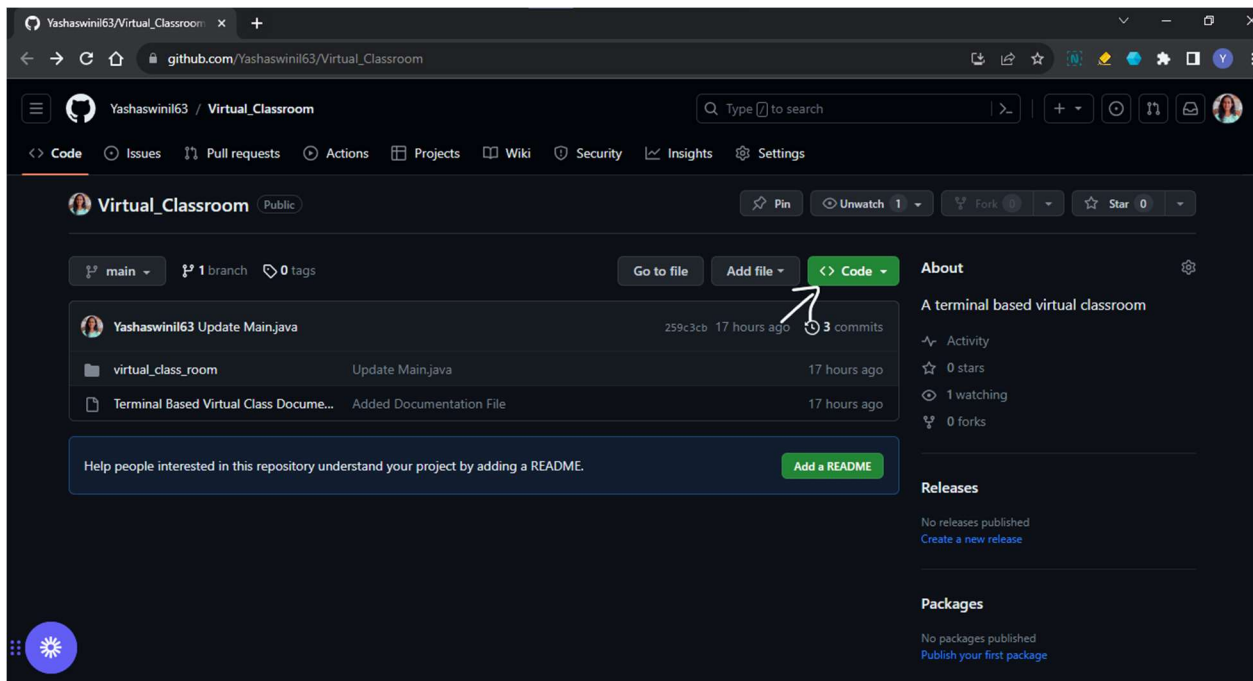 Yashaswinil63/Virtual_Classroom
github.com/Yashaswinil63/Virtual_Classroom
Yashaswinil63 / Virtual_Classroom
Type / to search
Code Issues Pull requests Actions Projects Wiki Security Insights Settings
Virtual_Classroom Public
Pin Unwatch 1 Fork 0 Star 0
main 1 branch 0 tags
Go to file Add file Code
Yashaswinil63 Update Main.java 259c3cb 17 hours ago 3 commits
virtual_class_room Update Main.java 17 hours ago
Terminal Based Virtual Class Docume... Added Documentation File 17 hours ago
Help people interested in this repository understand your project by adding a README. Add a README
About
A terminal based virtual classroom
Activity
0 stars
1 watching
0 forks
Releases
No releases published
Create a new release
Packages
No packages published
Publish your first package
N
Y